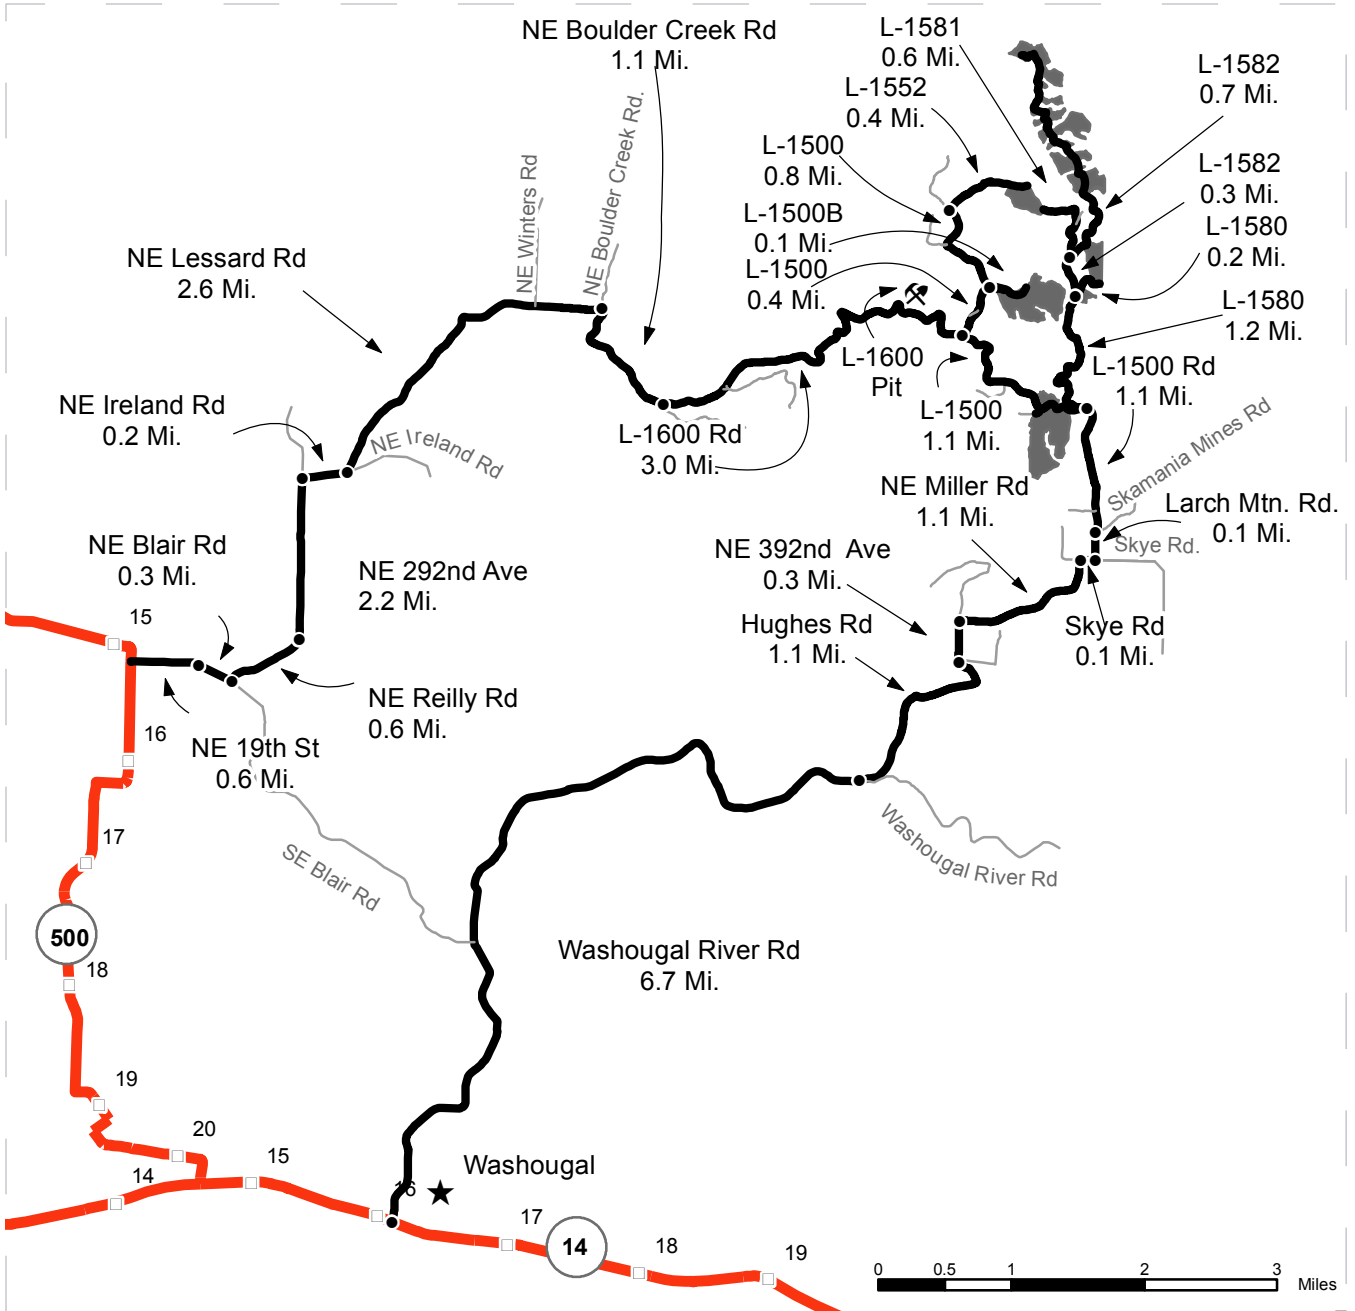 NE Boulder Creek Rd
1.1 Mi.
L-1581
0.6 Mi.
L-1552
0.4 Mi.
L-1582
0.7 Mi.
L-1500
0.8 Mi.
L-1582
0.3 Mi.
L-1500B
0.1 Mi.
L-1580
0.2 Mi.
L-1500
0.4 Mi.
L-1580
1.2 Mi.
NE Winters Rd
NE Boulder Creek Rd.
NE Lessard Rd
2.6 Mi.
L-1600
Pit
L-1500 Rd
1.1 Mi.
NE Ireland Rd
0.2 Mi.
NE Ireland Rd
L-1600 Rd
3.0 Mi.
L-1500
1.1 Mi.
Skamania Mines Rd
NE Miller Rd
1.1 Mi.
Larch Mtn. Rd.
0.1 Mi.
Skye Rd.
NE Blair Rd
0.3 Mi.
NE 292nd Ave
2.2 Mi.
NE 392nd Ave
0.3 Mi.
Hughes Rd
1.1 Mi.
Skye Rd
0.1 Mi.
15
NE Reilly Rd
0.6 Mi.
16
NE 19th St
0.6 Mi.
17
SE Blair Rd
Washougal River Rd
500
18
Washougal River Rd
6.7 Mi.
19
20
14
15
Washougal
16
17
14
18
19
0 0.5 1 2 3
Miles